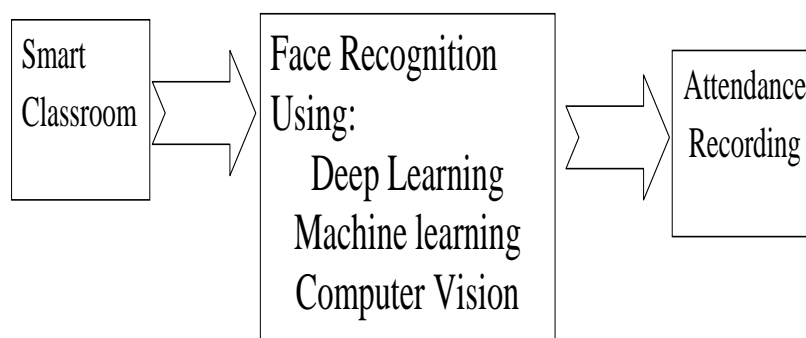 Smart
Classroom
Face Recognition
Using:
Deep Learning
Machine learning
Computer Vision
Attendance
Recording